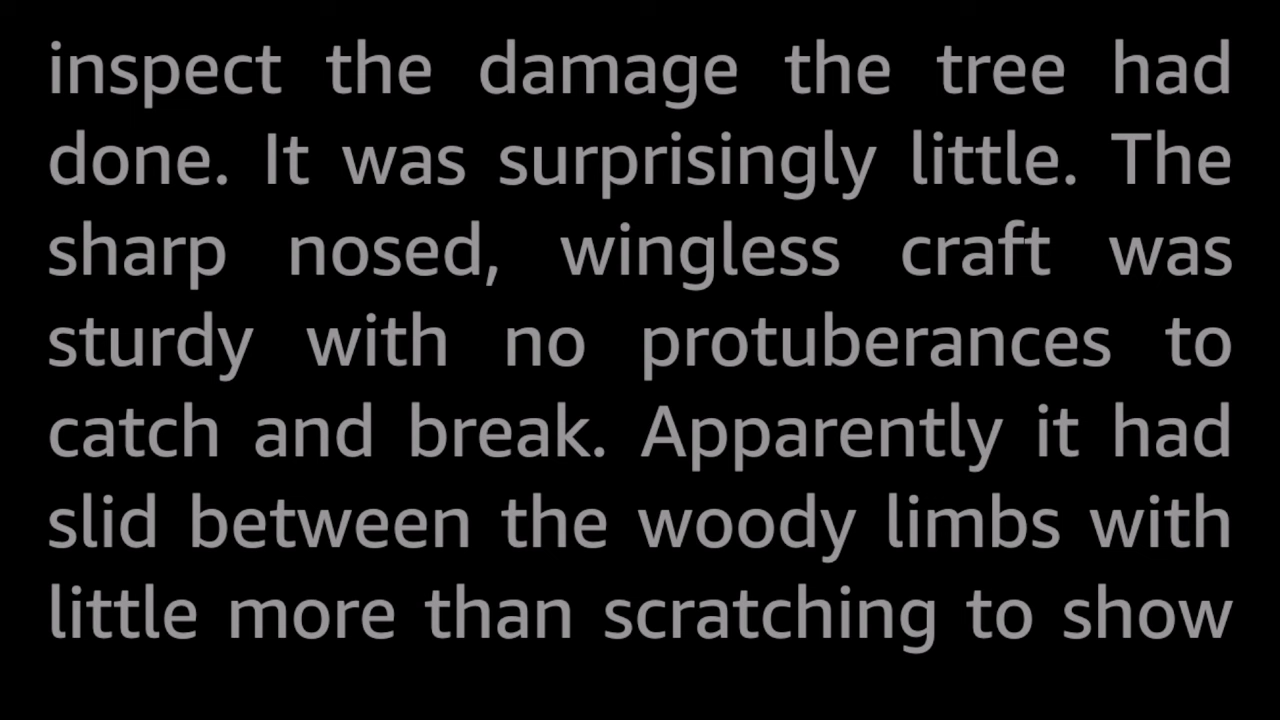 inspect the damage the tree had
done. It was surprisingly little. The
sharp nosed, wingless craft was
sturdy with no protuberances to
catch and break. Apparently it had
slid between the woody limbs with
little more than scratching to show